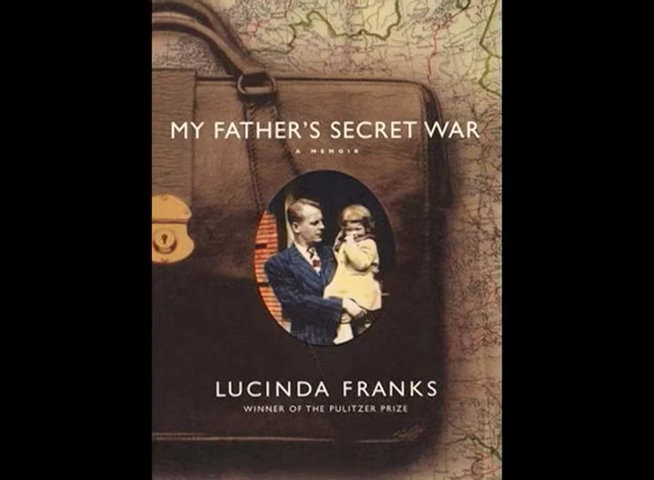 MY FATHER'S SECRET WAR
A MEMOIR
LUCINDA FRANKS
WINNER OF THE PULITZER PRIZE